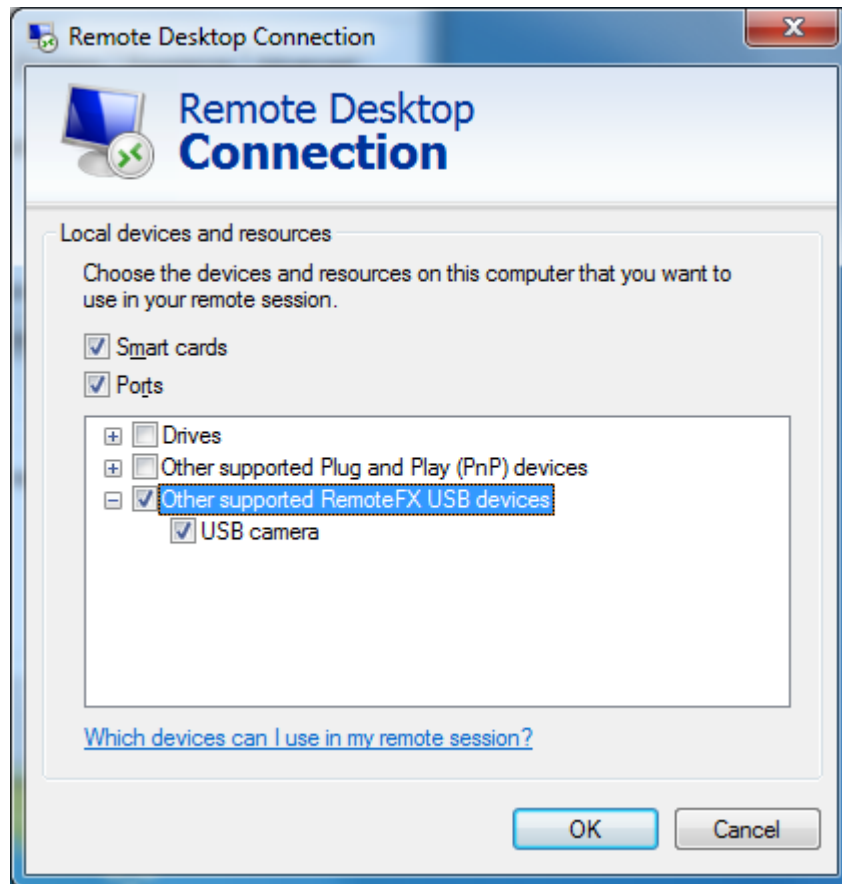 Remote Desktop Connection
Remote Desktop
Connection
Local devices and resources
Choose the devices and resources on this computer that you want to
use in your remote session.
Smart cards
Ports
Drives
Other supported Plug and Play (PnP) devices
Other supported RemoteFX USB devices
USB camera
Which devices can I use in my remote session?
OK Cancel